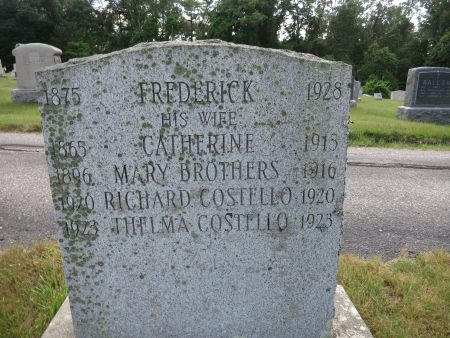 1875 FREDERICK 1928
HIS WIFE
1865 CATHERINE 1915
1896 MARY BROTHERS 1916
1920 RICHARD COSTELLO 1920
1923 THELMA COSTELLO 1923